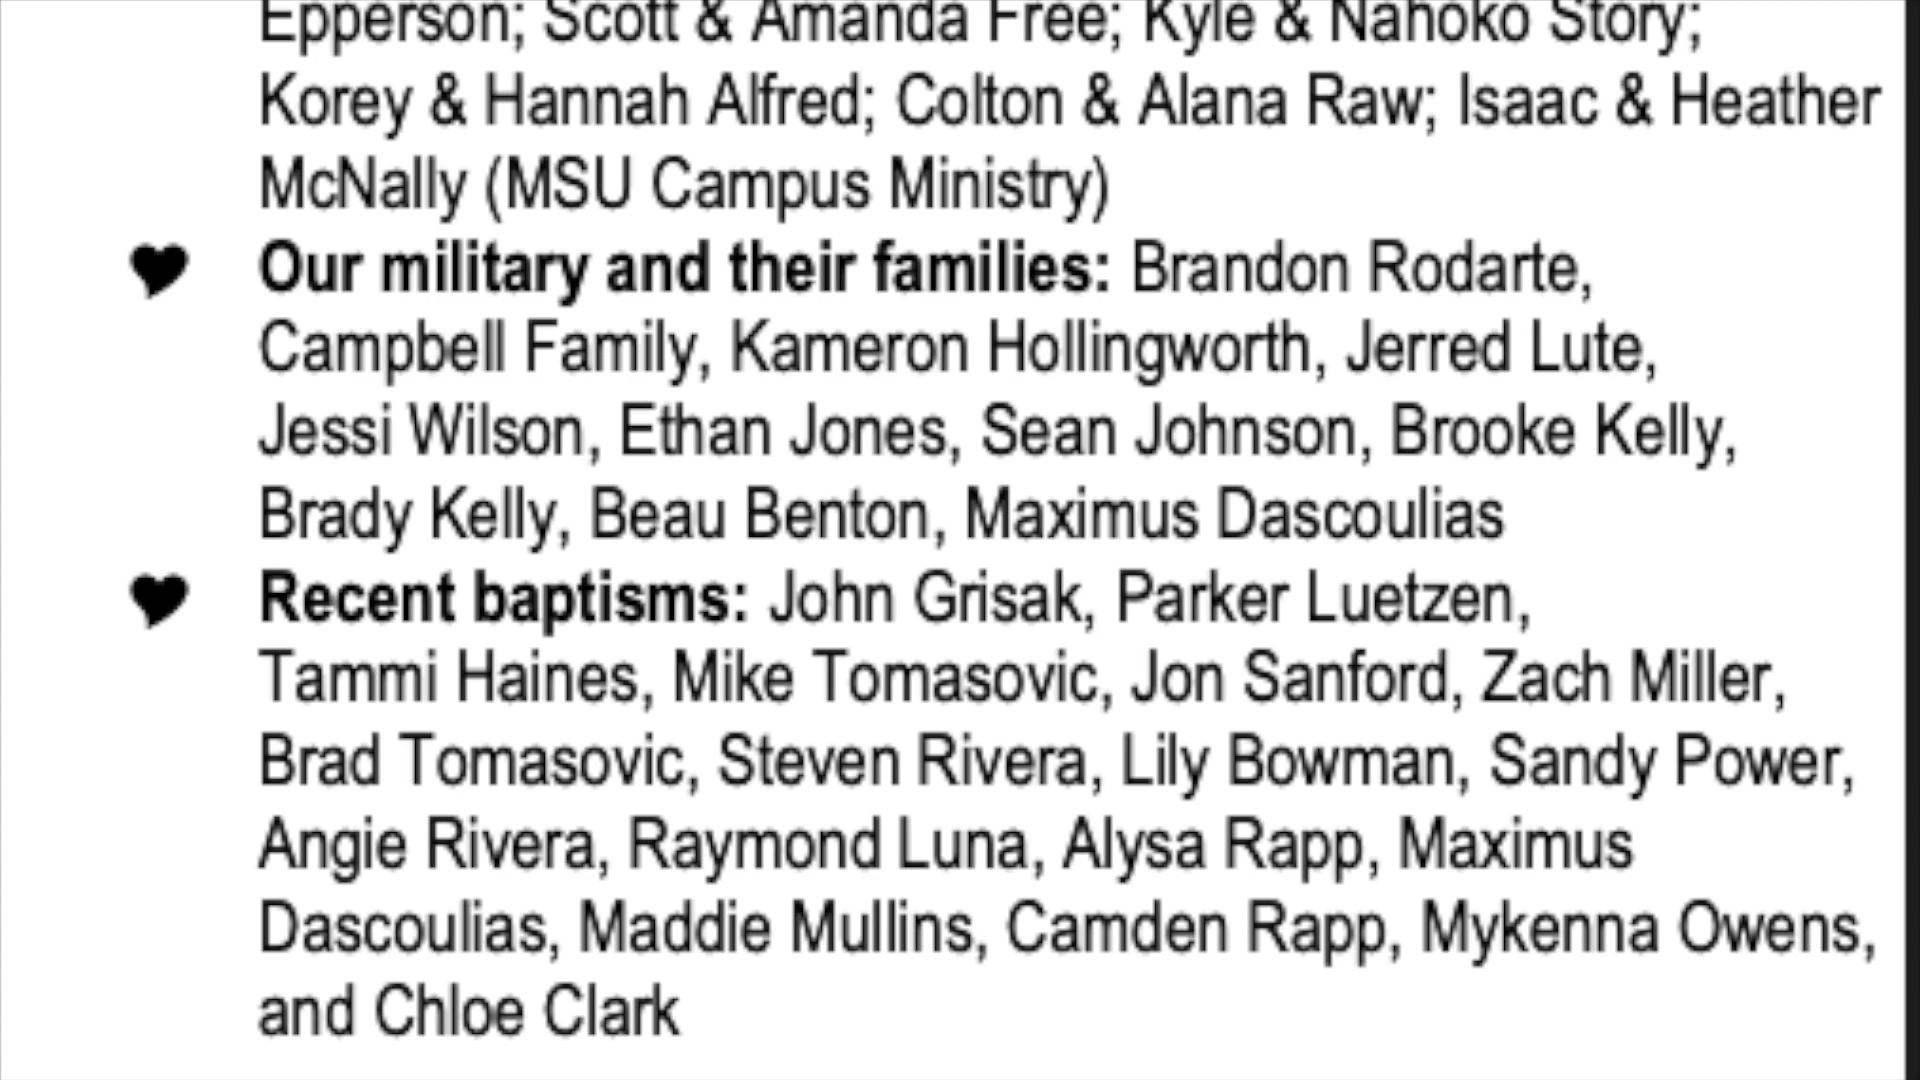 Epperson; Scott & Amanda Free; Kyle & Nahoko Story;
Korey & Hannah Alfred; Colton & Alana Raw; Isaac & Heather
McNally (MSU Campus Ministry)
Our military and their families: Brandon Rodarte,
Campbell Family, Kameron Hollingworth, Jerred Lute,
Jessi Wilson, Ethan Jones, Sean Johnson, Brooke Kelly,
Brady Kelly, Beau Benton, Maximus Dascoulias
Recent baptisms: John Grisak, Parker Luetzen,
Tammi Haines, Mike Tomasovic, Jon Sanford, Zach Miller,
Brad Tomasovic, Steven Rivera, Lily Bowman, Sandy Power,
Angie Rivera, Raymond Luna, Alysa Rapp, Maximus
Dascoulias, Maddie Mullins, Camden Rapp, Mykenna Owens,
and Chloe Clark